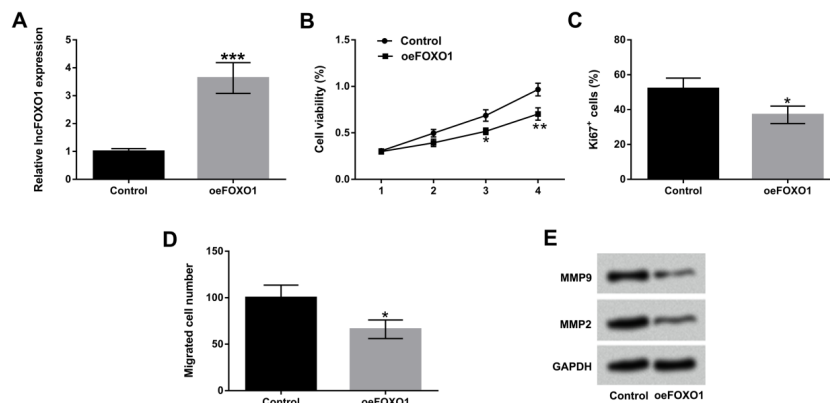 A
Relative lncFOXO1 expression
5
4
3
2
1
0
***
Control
oeFOXO1
B
Cell viability (%)
1.5
1.0
0.5
0.0
Control
oeFOXO1
*
**
1 2 3 4
C
Ki67+ cells (%)
80
60
40
20
0
*
Control
oeFOXO1
D
Migrated cell number
150
100
50
0
*
Control
oeFOXO1
E
MMP9
MMP2
GAPDH
Control oeFOXO1